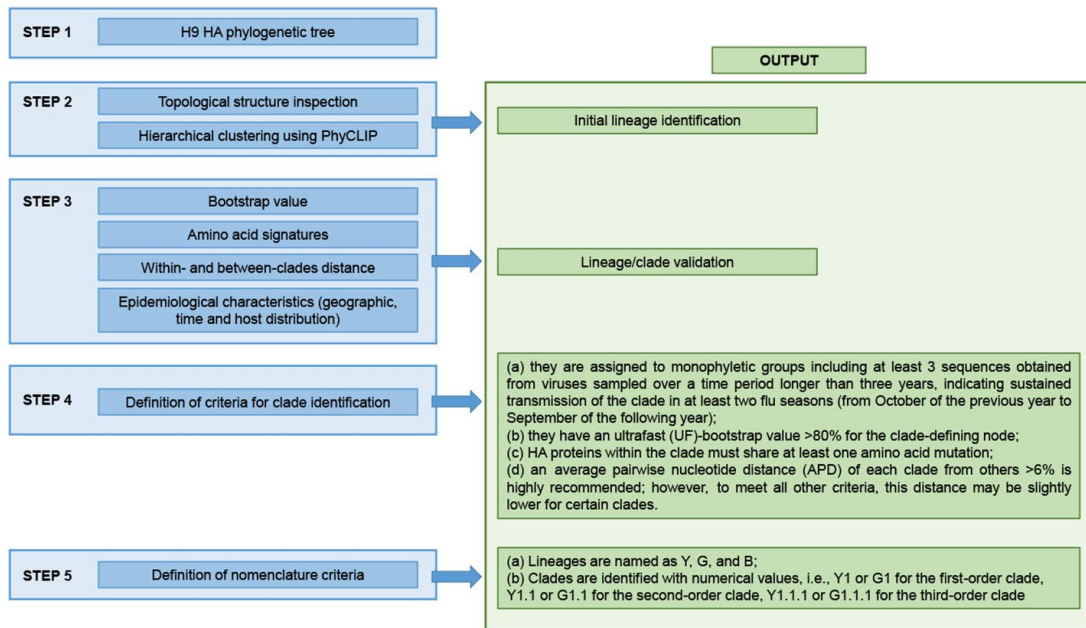 STEP 1
H9 HA phylogenetic tree
OUTPUT
STEP 2
Topological structure inspection
Hierarchical clustering using PhyCLIP
Initial lineage identification
STEP 3
Bootstrap value
Amino acid signatures
Within- and between-clades distance
Epidemiological characteristics (geographic,
time and host distribution)
Lineage/clade validation
STEP 4
Definition of criteria for clade identification
(a) they are assigned to monophyletic groups including at least 3 sequences obtained
from viruses sampled over a time period longer than three years, indicating sustained
transmission of the clade in at least two flu seasons (from October of the previous year to
September of the following year);
(b) they have an ultrafast (UF)-bootstrap value >80% for the clade-defining node;
(c) HA proteins within the clade must share at least one amino acid mutation;
(d) an average pairwise nucleotide distance (APD) of each clade from others >6% is
highly recommended; however, to meet all other criteria, this distance may be slightly
lower for certain clades.
STEP 5
Definition of nomenclature criteria
(a) Lineages are named as Y, G, and B;
(b) Clades are identified with numerical values, i.e., Y1 or G1 for the first-order clade,
Y1.1 or G1.1 for the second-order clade, Y1.1.1 or G1.1.1 for the third-order clade